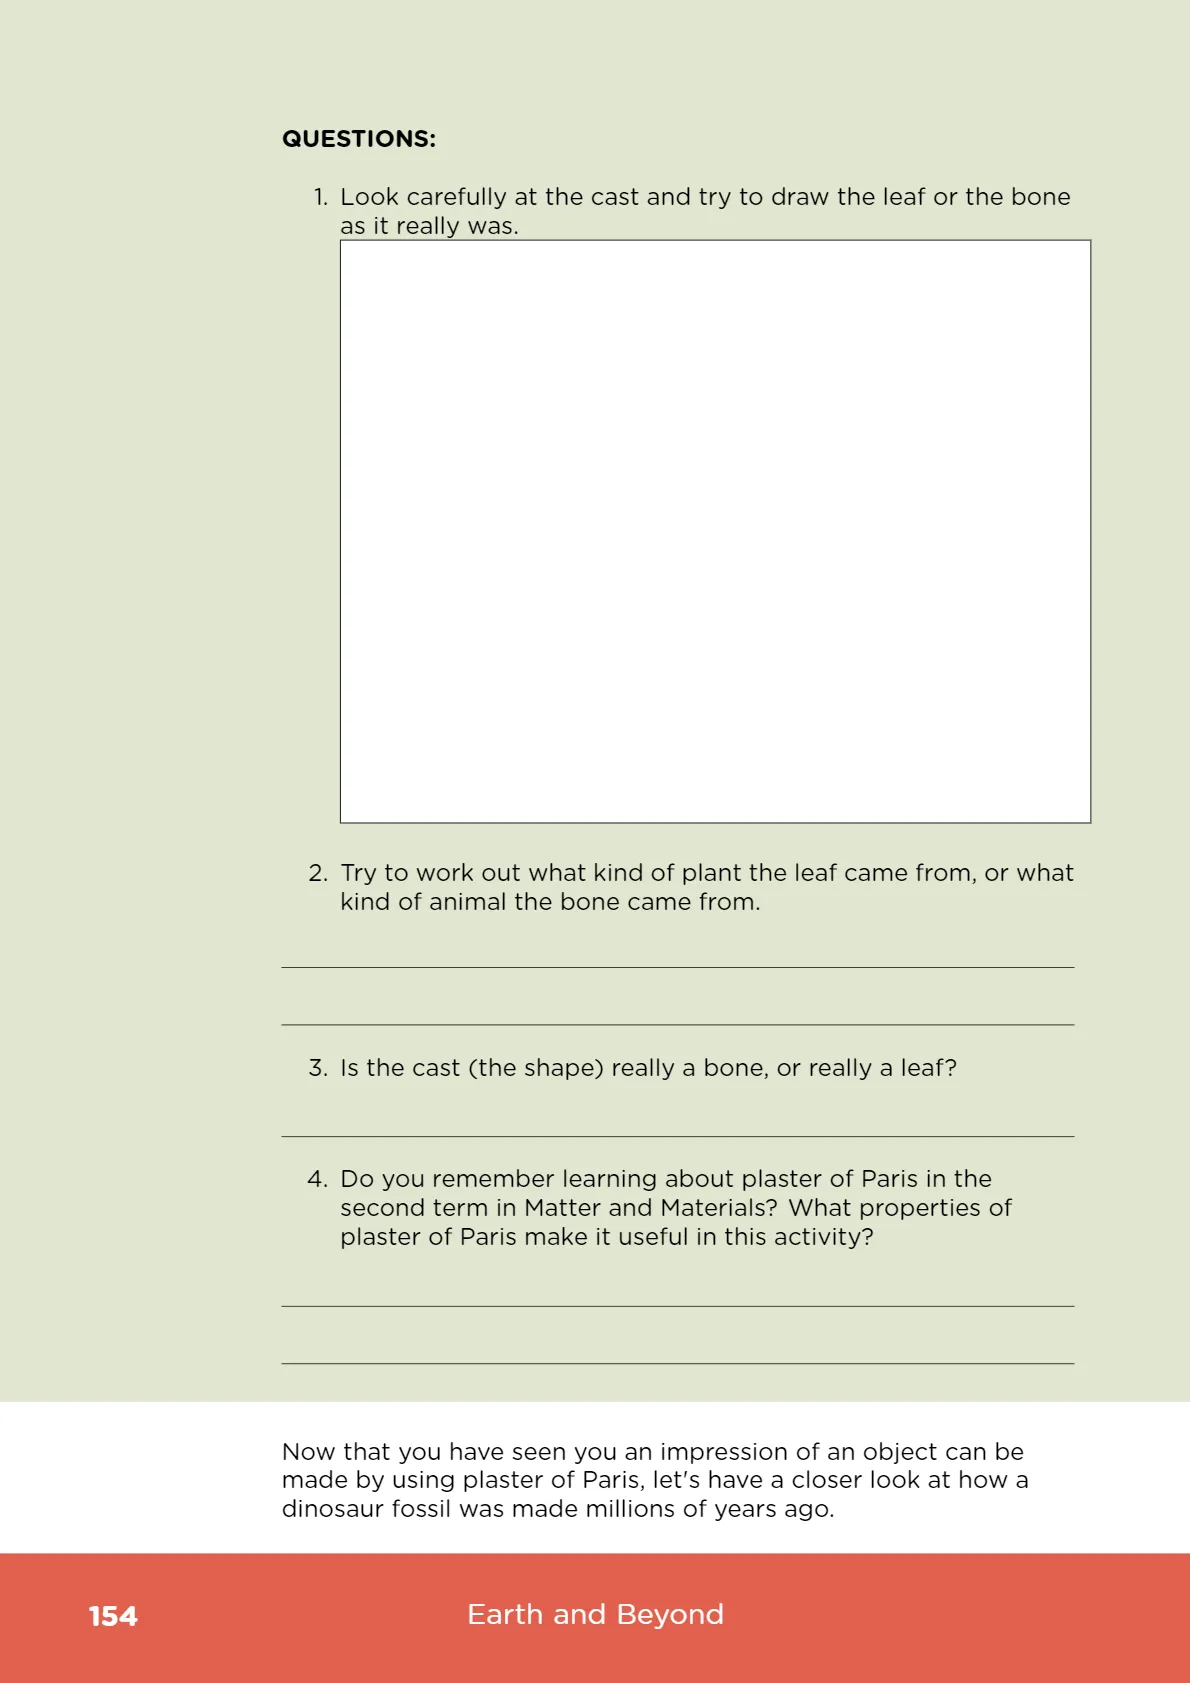 QUESTIONS:
1. Look carefully at the cast and try to draw the leaf or the bone
as it really was.
2. Try to work out what kind of plant the leaf came from, or what
kind of animal the bone came from.
3. Is the cast (the shape) really a bone, or really a leaf?
4. Do you remember learning about plaster of Paris in the
second term in Matter and Materials? What properties of
plaster of Paris make it useful in this activity?
Now that you have seen you an impression of an object can be
made by using plaster of Paris, let's have a closer look at how a
dinosaur fossil was made millions of years ago.
154 Earth and Beyond